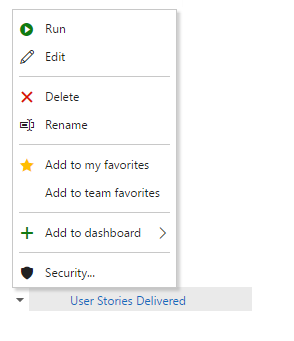 Run
Edit
Delete
Rename
Add to my favorites
Add to team favorites
Add to dashboard
Security...
User Stories Delivered